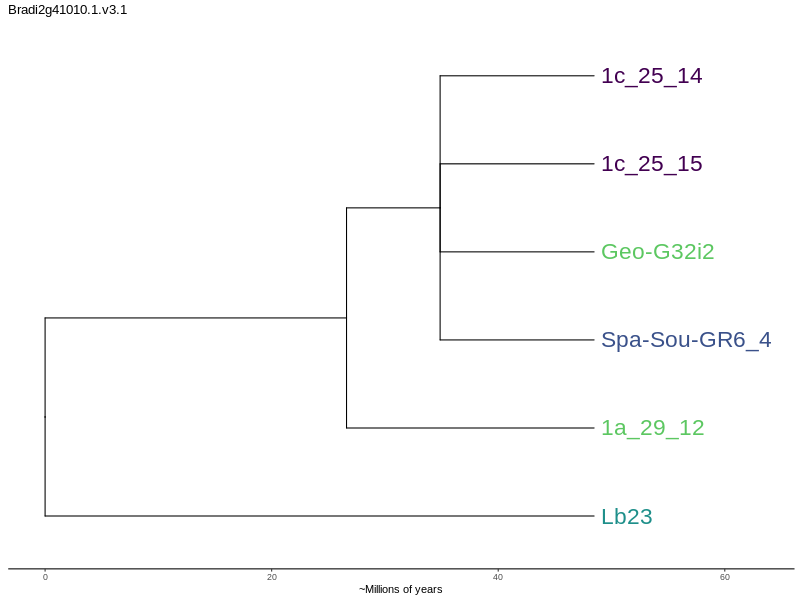 Bradi2g41010.1.v3.1
1c_25_14
1c_25_15
Geo-G32i2
Spa-Sou-GR6_4
1a_29_12
Lb23
0 20 40 60
~Millions of years